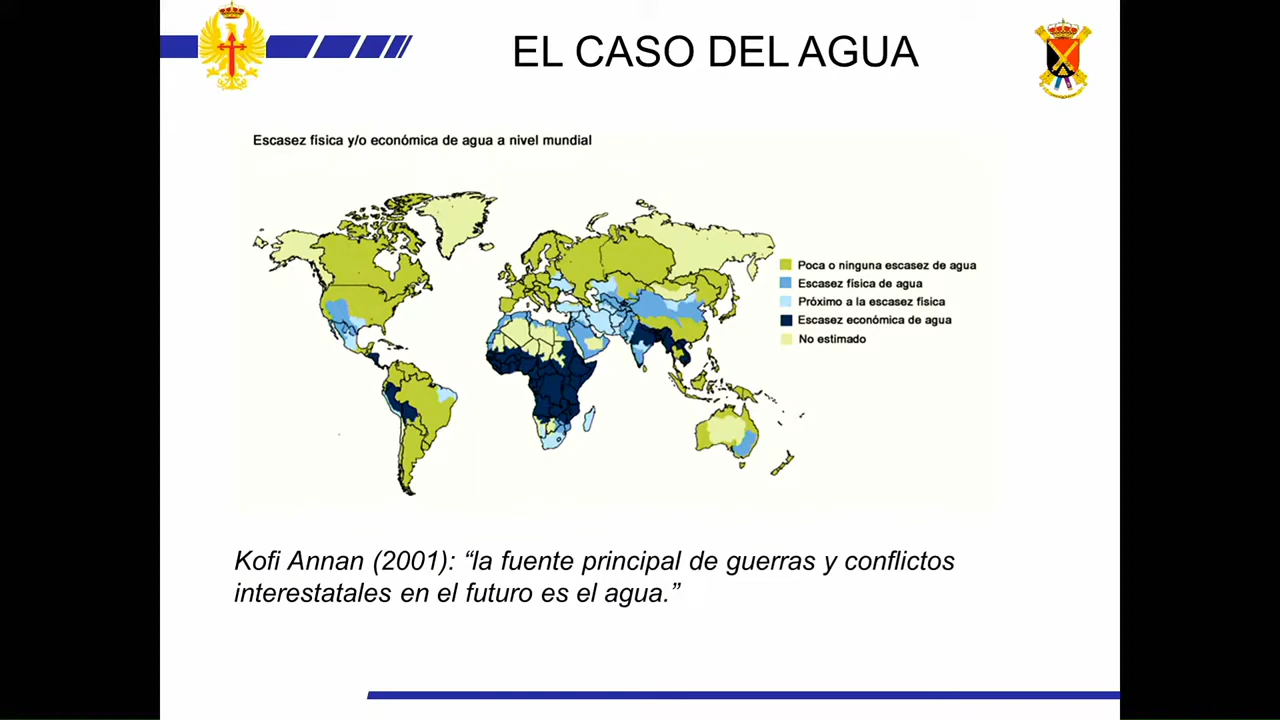 EL CASO DEL AGUA
Escasez física y/o económica de agua a nivel mundial
Poca o ninguna escasez de agua
Escasez física de agua
Próximo a la escasez física
Escasez económica de agua
No estimado
Kofi Annan (2001): “la fuente principal de guerras y conflictos
interestatales en el futuro es el agua.”